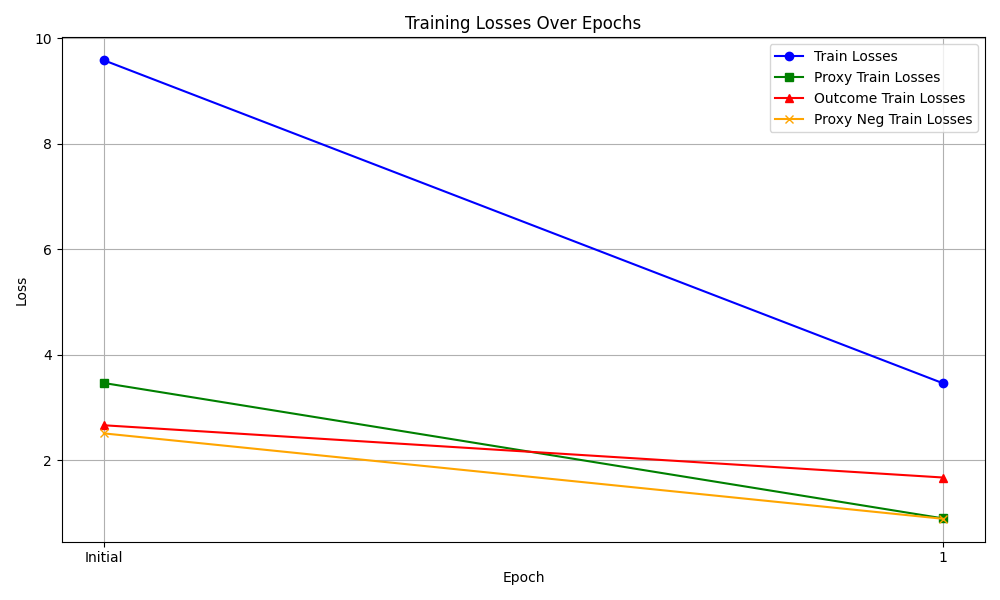 Training Losses Over Epochs
10
8
6
4
2
Loss
Train Losses
Proxy Train Losses
Outcome Train Losses
Proxy Neg Train Losses
Initial
1
Epoch